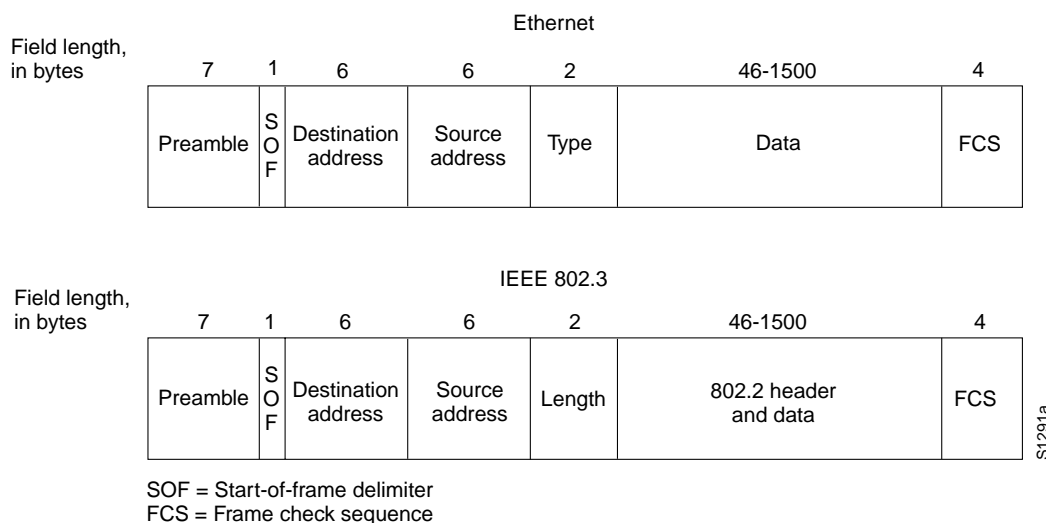 Ethernet
Field length,
in bytes
7 1 6 6 2 46-1500 4
Preamble
S
O
F
Destination
address
Source
address
Type
Data
FCS
IEEE 802.3
Field length,
in bytes
7 1 6 6 2 46-1500 4
Preamble
S
O
F
Destination
address
Source
address
Length
802.2 header
and data
FCS
S1291a
SOF = Start-of-frame delimiter
FCS = Frame check sequence